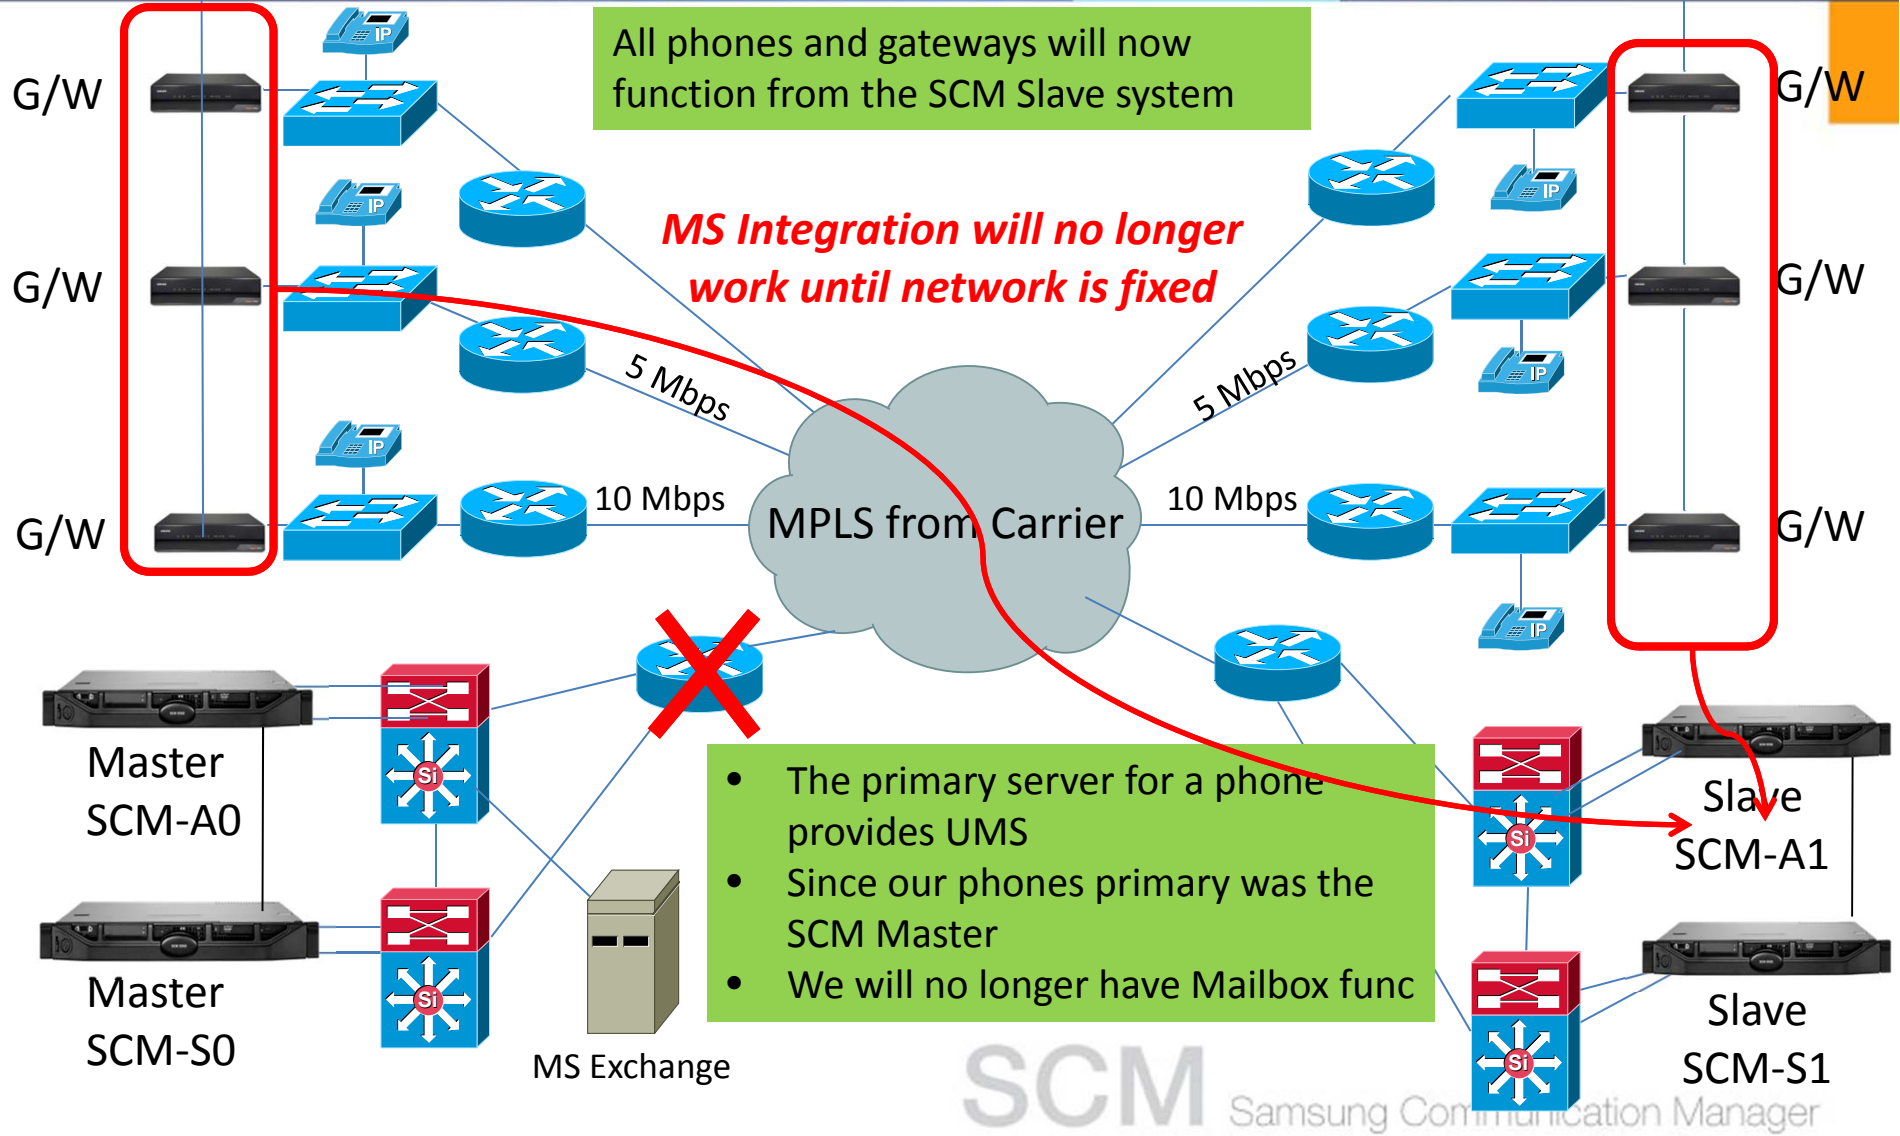 All phones and gateways will now
function from the SCM Slave system
G/W
IP
G/W
IP
MS Integration will no longer
work until network is fixed
G/W
IP
G/W
IP
5 Mbps
5 Mbps
IP
IP
G/W
10 Mbps
MPLS from Carrier
10 Mbps
G/W
IP
Master
SCM-A0
Si
• The primary server for a phone
provides UMS
• Since our phones primary was the
SCM Master
• We will no longer have Mailbox func
Si
Slave
SCM-A1
Master
SCM-S0
Si
MS Exchange
Si
Slave
SCM-S1
SCM Samsung Communication Manager